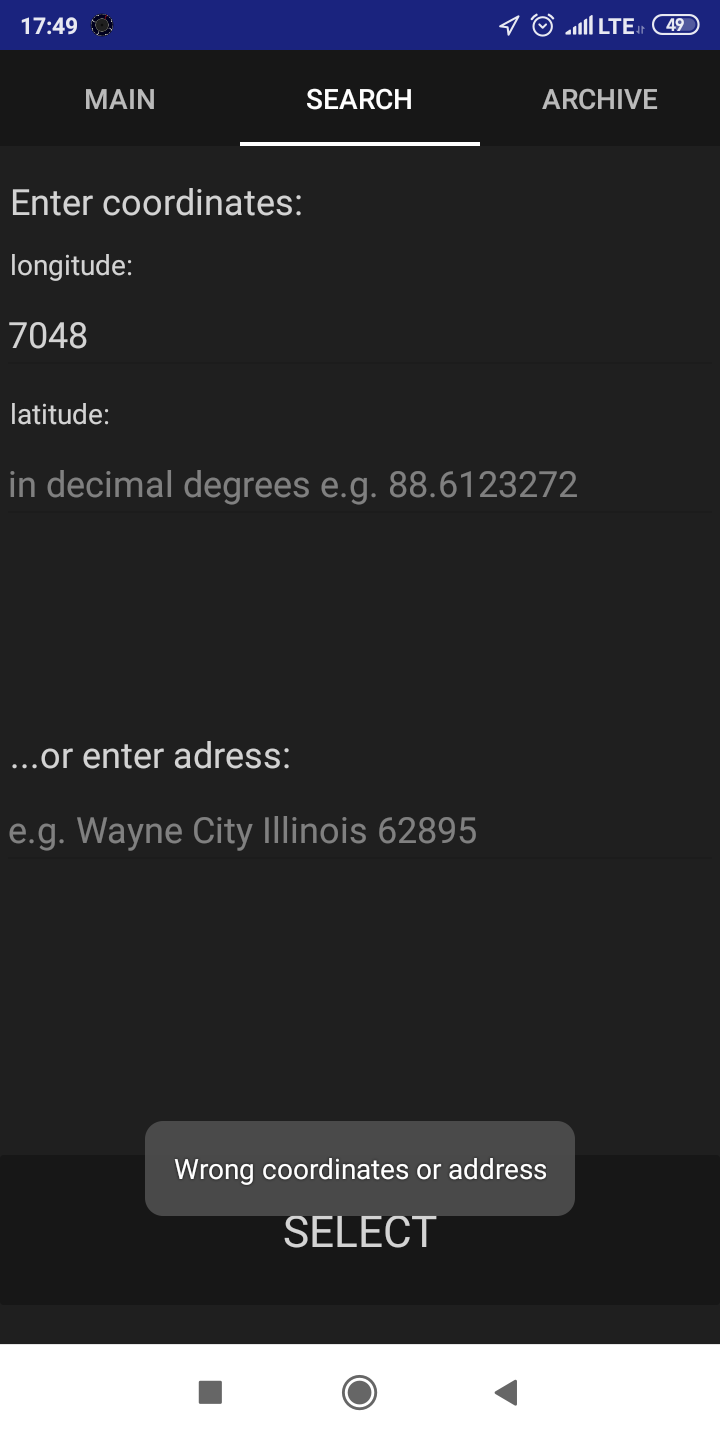 17:49 LTE 49
MAIN SEARCH ARCHIVE
Enter coordinates:
longitude:
7048
latitude:
in decimal degrees e.g. 88.6123272
...or enter adress:
e.g. Wayne City Illinois 62895
Wrong coordinates or address
SELECT